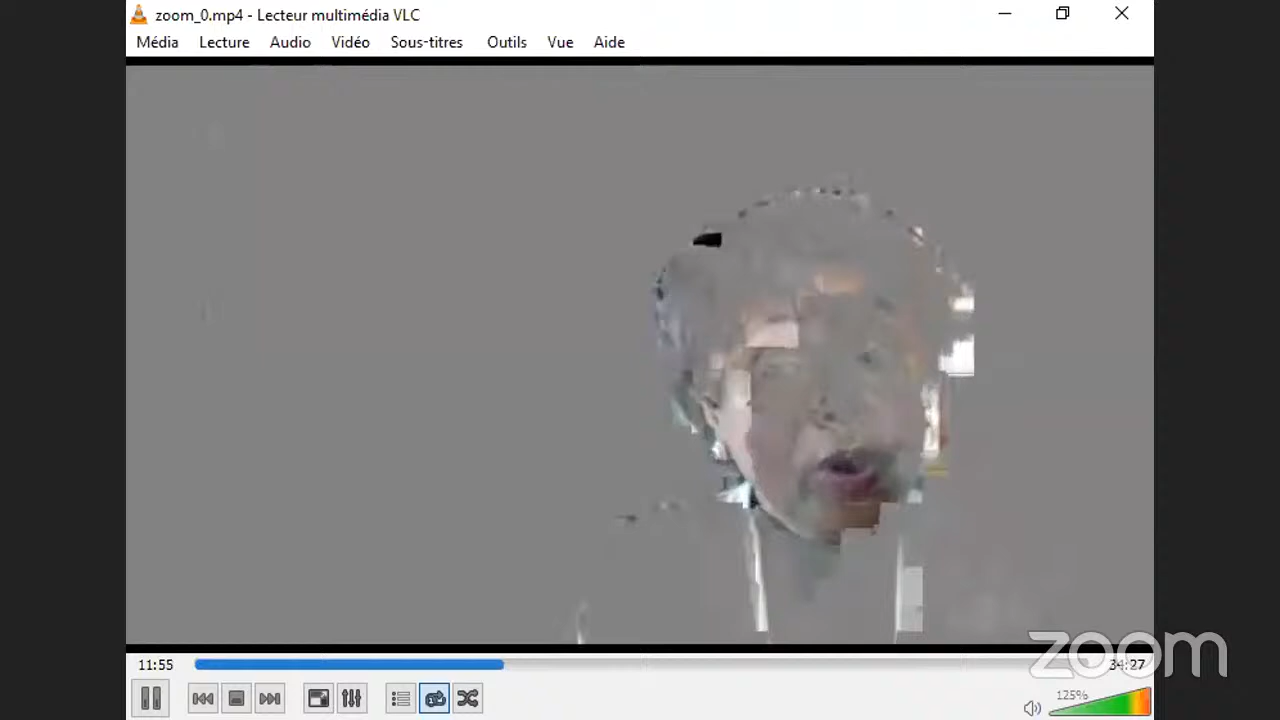 zoom_0.mp4 - Lecteur multimédia VLC
Média Lecture Audio Vidéo Sous-titres Outils Vue Aide
11:55
34:27
zoom
125%